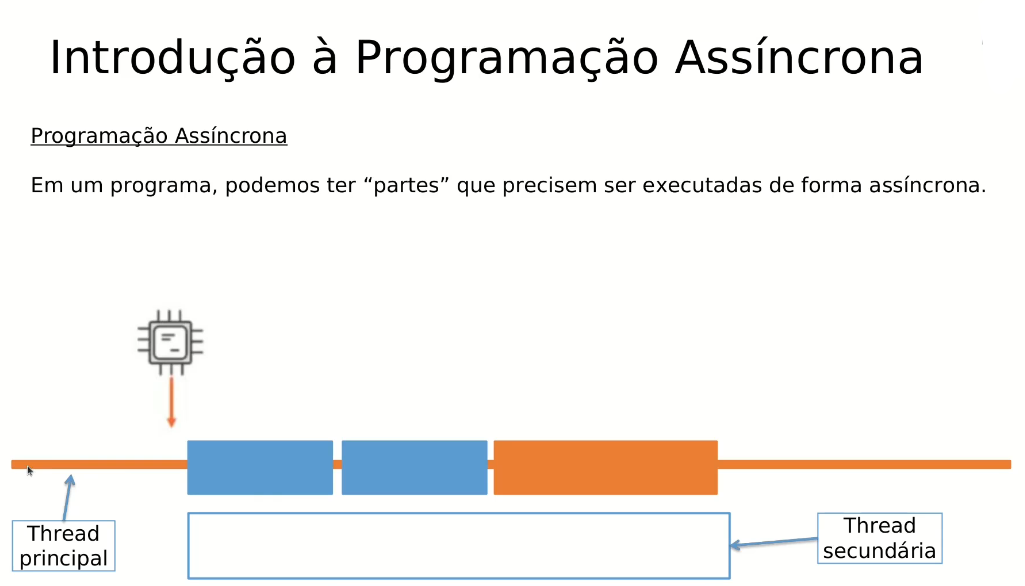 Introdução à Programação Assíncrona
Programação Assíncrona
Em um programa, podemos ter “partes” que precisem ser executadas de forma assíncrona.
Thread
principal
Thread
secundária